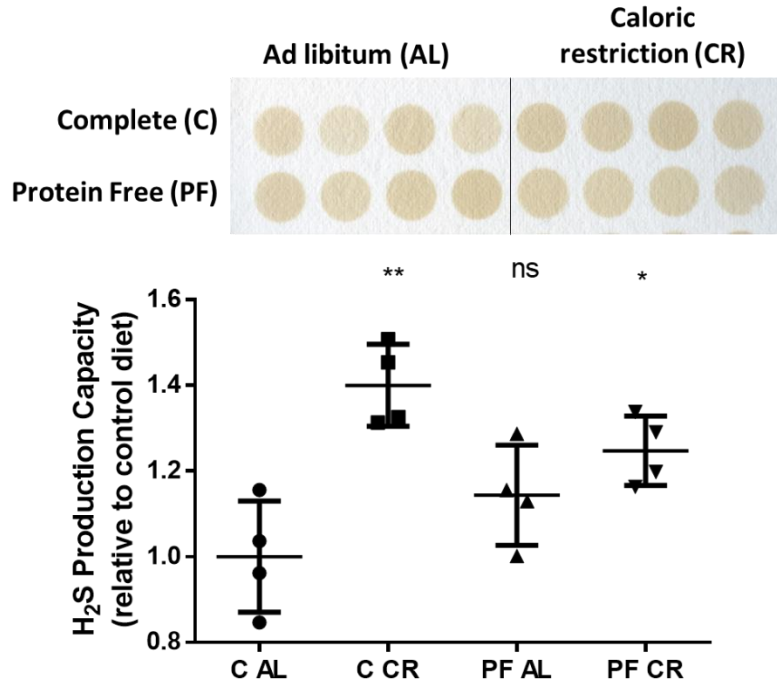 Ad libitum (AL)
Caloric
restriction (CR)
Complete (C)
Protein Free (PF)
** ns *
H₂S Production Capacity
(relative to control diet)
1.6
1.4
1.2
1.0
0.8
C AL C CR PF AL PF CR